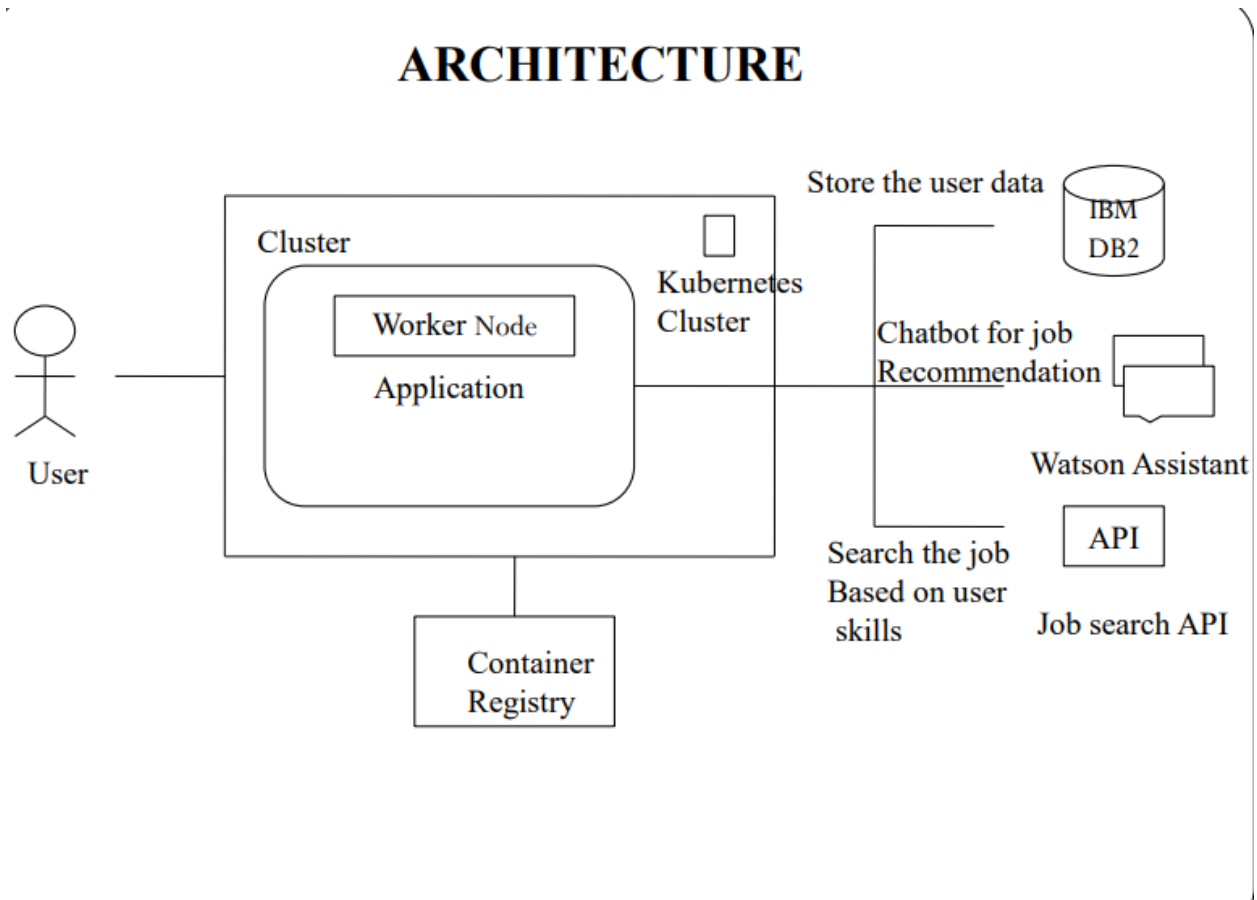 ARCHITECTURE
Store the user data
IBM
DB2
Cluster
Kubernetes
Cluster
Worker Node
Application
Chatbot for job
Recommendation
User
Watson Assistant
API
Search the job
Based on user
skills
Job search API
Container
Registry